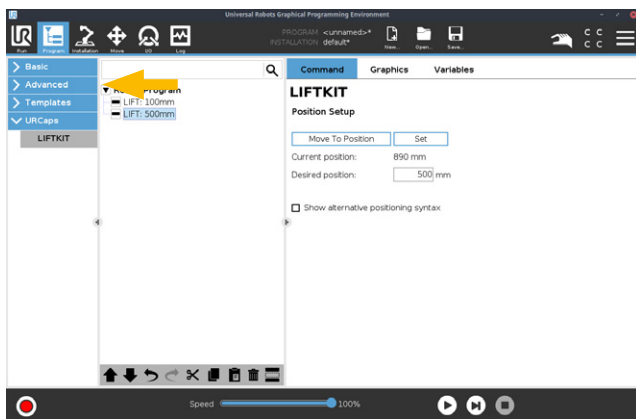 Universal Robots Graphical Programming Environment
UR
Run
Program
Installation
Move
I/O
Log
PROGRAM <unnamed>*
INSTALLATION default*
New...
Open...
Save...
C C
C C
Basic
Advanced
Templates
URCaps
LIFTKIT
Program
LIFT: 100mm
LIFT: 500mm
Command Graphics Variables
LIFTKIT
Position Setup
Move To Position Set
Current position: 890 mm
Desired position: 500 mm
Show alternative positioning syntax
Speed 100%